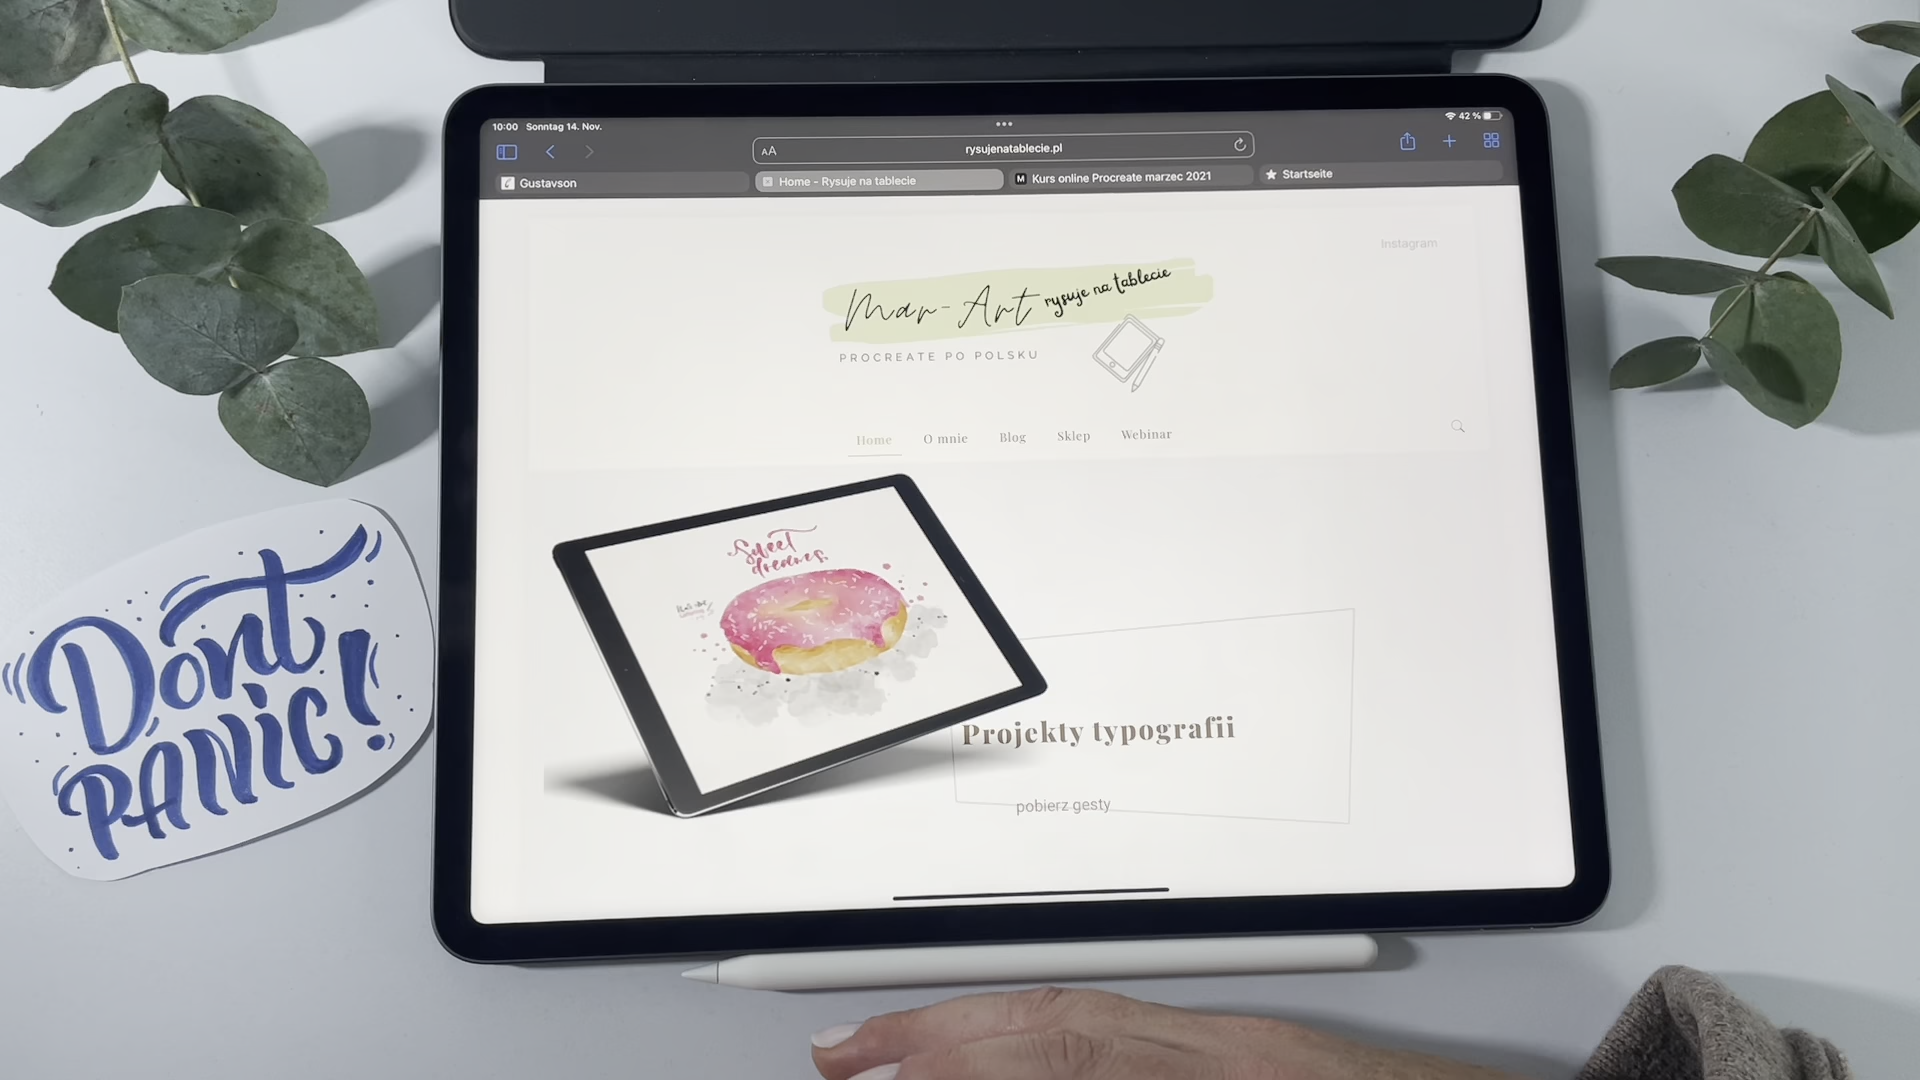 10:00 Sonntag 14. Nov.
42 %
AA
rysujenatablecie.pl
Gustavson
Home - Rysuje na tablecie
M Kurs online Procreate marzec 2021
Startseite
Instagram
Mar-Art rysuje na tablecie
PROCREATE PO POLSKU
Home
O mnie
Blog
Sklep
Webinar
Sweet
dreams
Projekty typografii
pobierz gesty
Dont
PANIC!